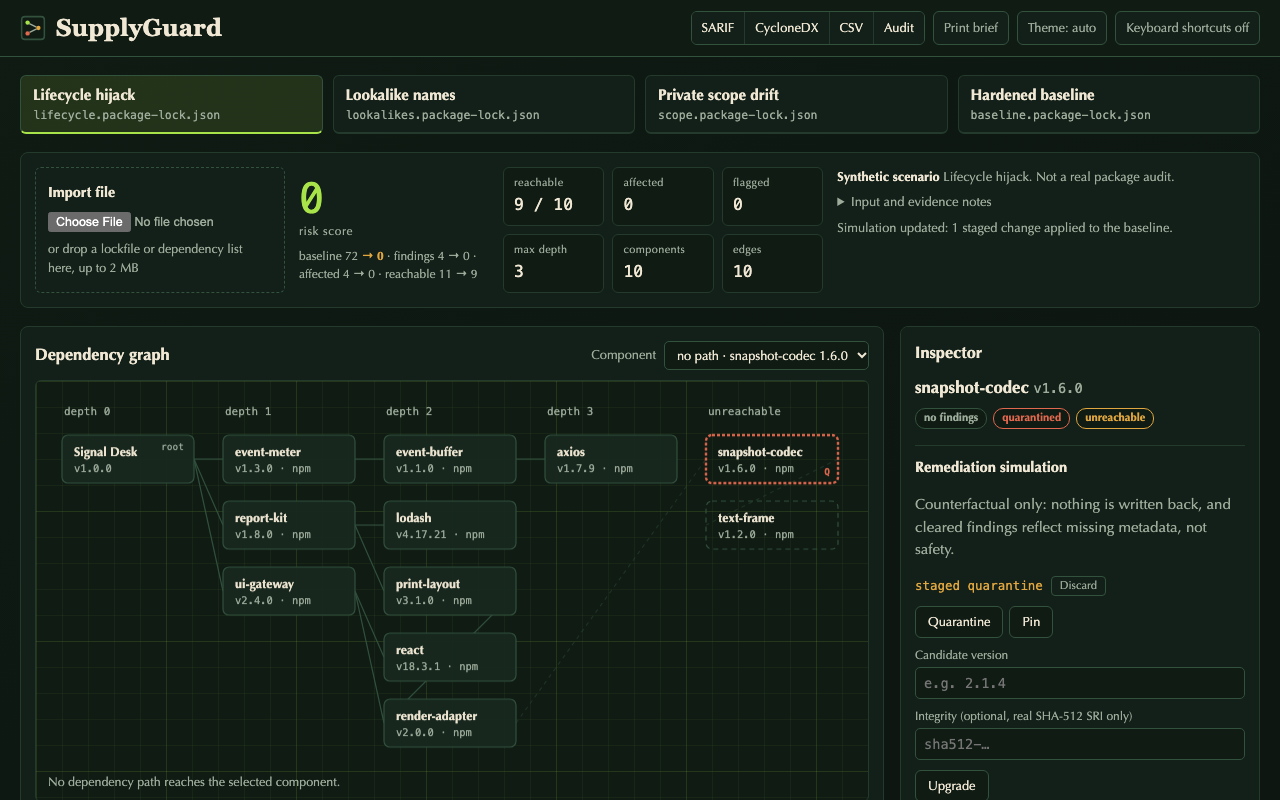 SupplyGuard
SARIF CycloneDX CSV Audit Print brief Theme: auto Keyboard shortcuts off
Lifecycle hijack
lifecycle.package-lock.json
Lookalike names
lookalikes.package-lock.json
Private scope drift
scope.package-lock.json
Hardened baseline
baseline.package-lock.json
Import file
Choose File No file chosen
or drop a lockfile or dependency list
here, up to 2 MB
0
risk score
baseline 72 → 0 · findings 4 → 0 ·
affected 4 → 0 · reachable 11 → 9
reachable
9 / 10
affected
0
flagged
0
max depth
3
components
10
edges
10
Synthetic scenario Lifecycle hijack. Not a real package audit.
▶ Input and evidence notes
Simulation updated: 1 staged change applied to the baseline.
Dependency graph
Component no path · snapshot-codec 1.6.0
depth 0 depth 1 depth 2 depth 3 unreachable
Signal Desk root
v1.0.0
event-meter
v1.3.0 · npm
event-buffer
v1.1.0 · npm
axios
v1.7.9 · npm
snapshot-codec
v1.6.0 · npm Q
report-kit
v1.8.0 · npm
lodash
v4.17.21 · npm
text-frame
v1.2.0 · npm
ui-gateway
v2.4.0 · npm
print-layout
v3.1.0 · npm
react
v18.3.1 · npm
render-adapter
v2.0.0 · npm
No dependency path reaches the selected component.
Inspector
snapshot-codec v1.6.0
no findings quarantined unreachable
Remediation simulation
Counterfactual only: nothing is written back, and
cleared findings reflect missing metadata, not
safety.
staged quarantine Discard
Quarantine Pin
Candidate version
e.g. 2.1.4
Integrity (optional, real SHA-512 SRI only)
sha512-…
Upgrade